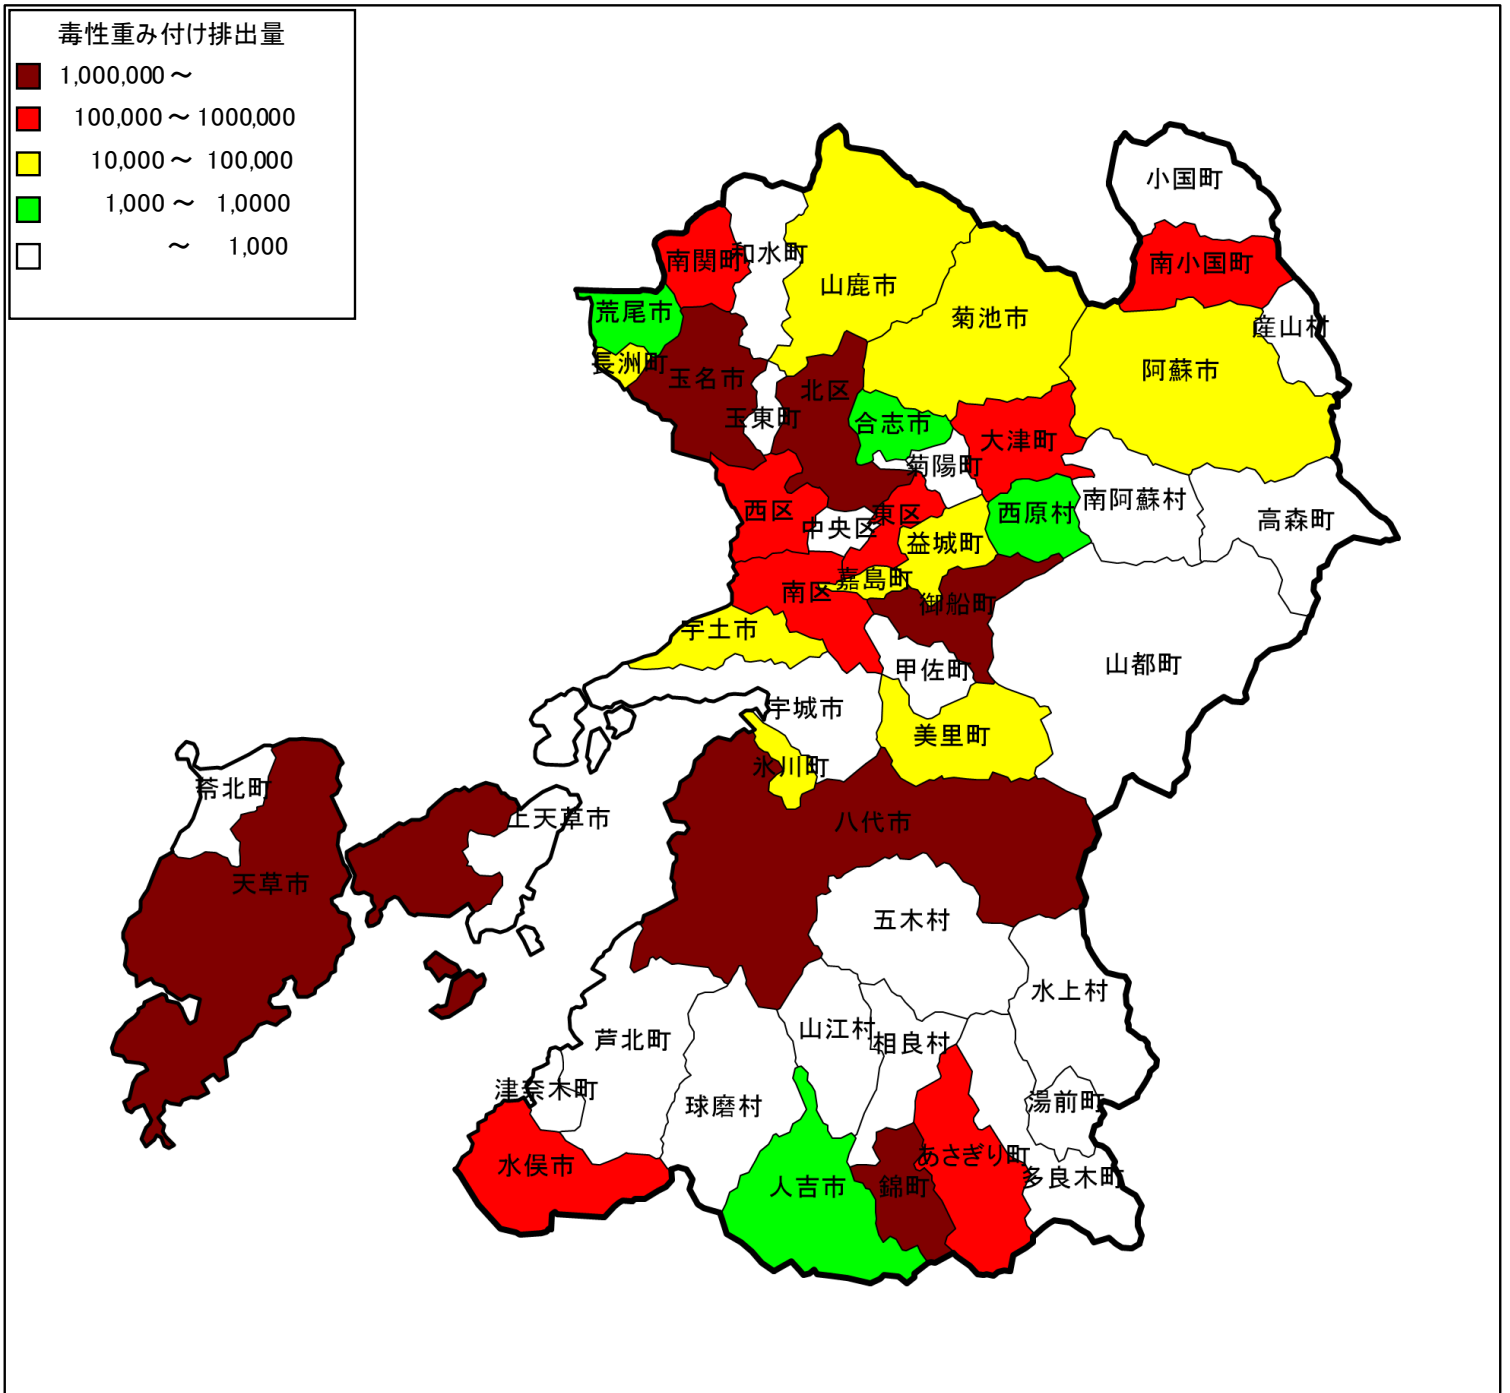 毒性重み付け排出量
1,000,000～
100,000～1000,000
10,000～ 100,000
1,000～ 1,0000
～ 1,000
小国町
和水町
南関町
南小国町
山鹿市
荒尾市
菊池市
産山村
長洲町
玉名市
阿蘇市
北区
玉東町
合志市
大津町
菊陽町
南阿蘇村
西区
東区
西原村
高森町
中央区
益城町
嘉島町
南区
御船町
宇土市
甲佐町
山都町
宇城市
美里町
氷川町
苓北町
上天草市
八代市
天草市
五木村
水上村
山江村
芦北町
相良村
津奈木町
球磨村
湯前町
あさぎり町
水俣市
人吉市
錦町
多良木町